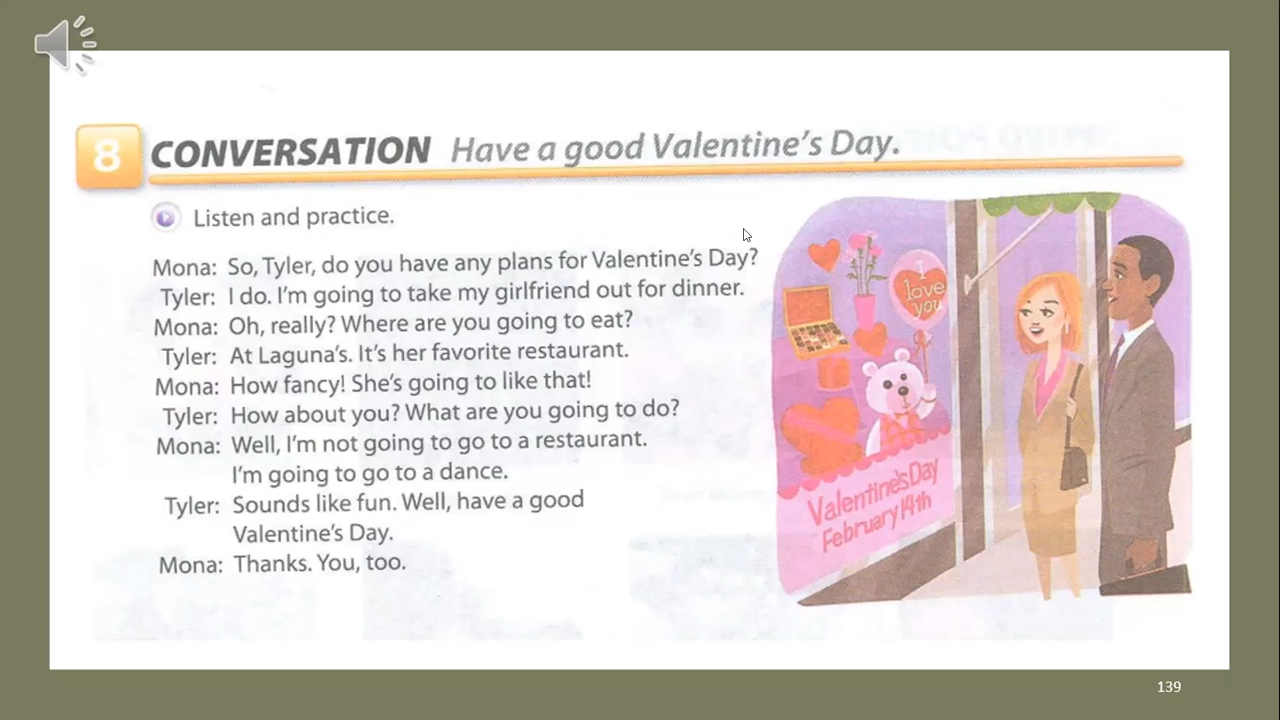 8 CONVERSATION Have a good Valentine's Day.
Listen and practice.
Mona: So, Tyler, do you have any plans for Valentine's Day?
Tyler: I do. I'm going to take my girlfriend out for dinner.
Mona: Oh, really? Where are you going to eat?
Tyler: At Laguna's. It's her favorite restaurant.
Mona: How fancy! She's going to like that!
Tyler: How about you? What are you going to do?
Mona: Well, I'm not going to go to a restaurant.
I'm going to go to a dance.
Tyler: Sounds like fun. Well, have a good
Valentine's Day.
Mona: Thanks. You, too.
I
love
you
Valentine's Day
February 14th
139